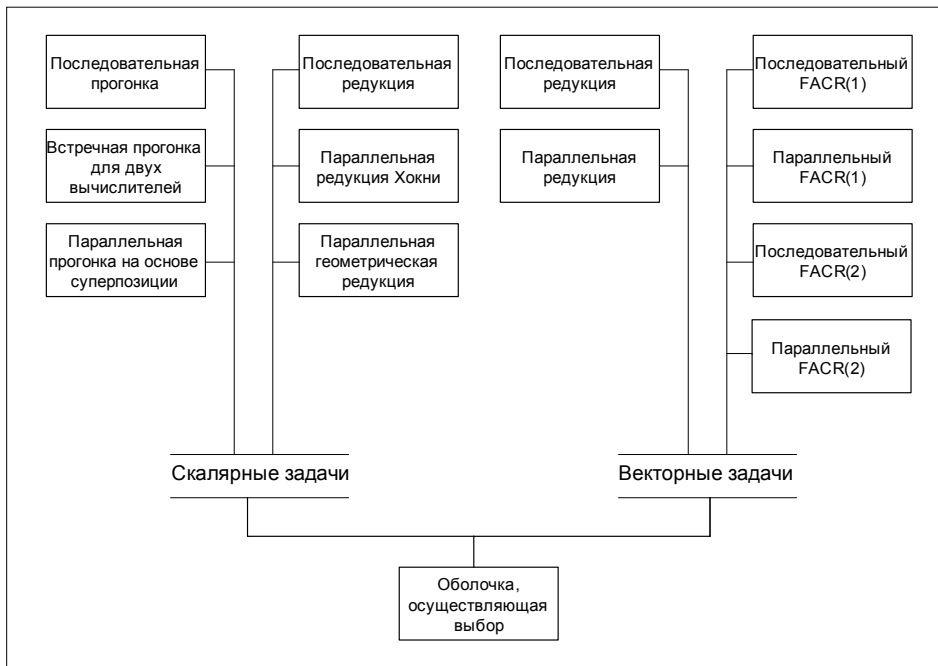 Последовательная
прогонка
Встречная прогонка
для двух
вычислителей
Параллельная
прогонка на основе
суперпозиции
Последовательная
редукция
Параллельная
редукция Хокни
Параллельная
геометрическая
редукция
Последовательная
редукция
Параллельная
редукция
Последовательный
FACR(1)
Параллельный
FACR(1)
Последовательный
FACR(2)
Параллельный
FACR(2)
Скалярные задачи
Векторные задачи
Оболочка,
осуществляющая
выбор